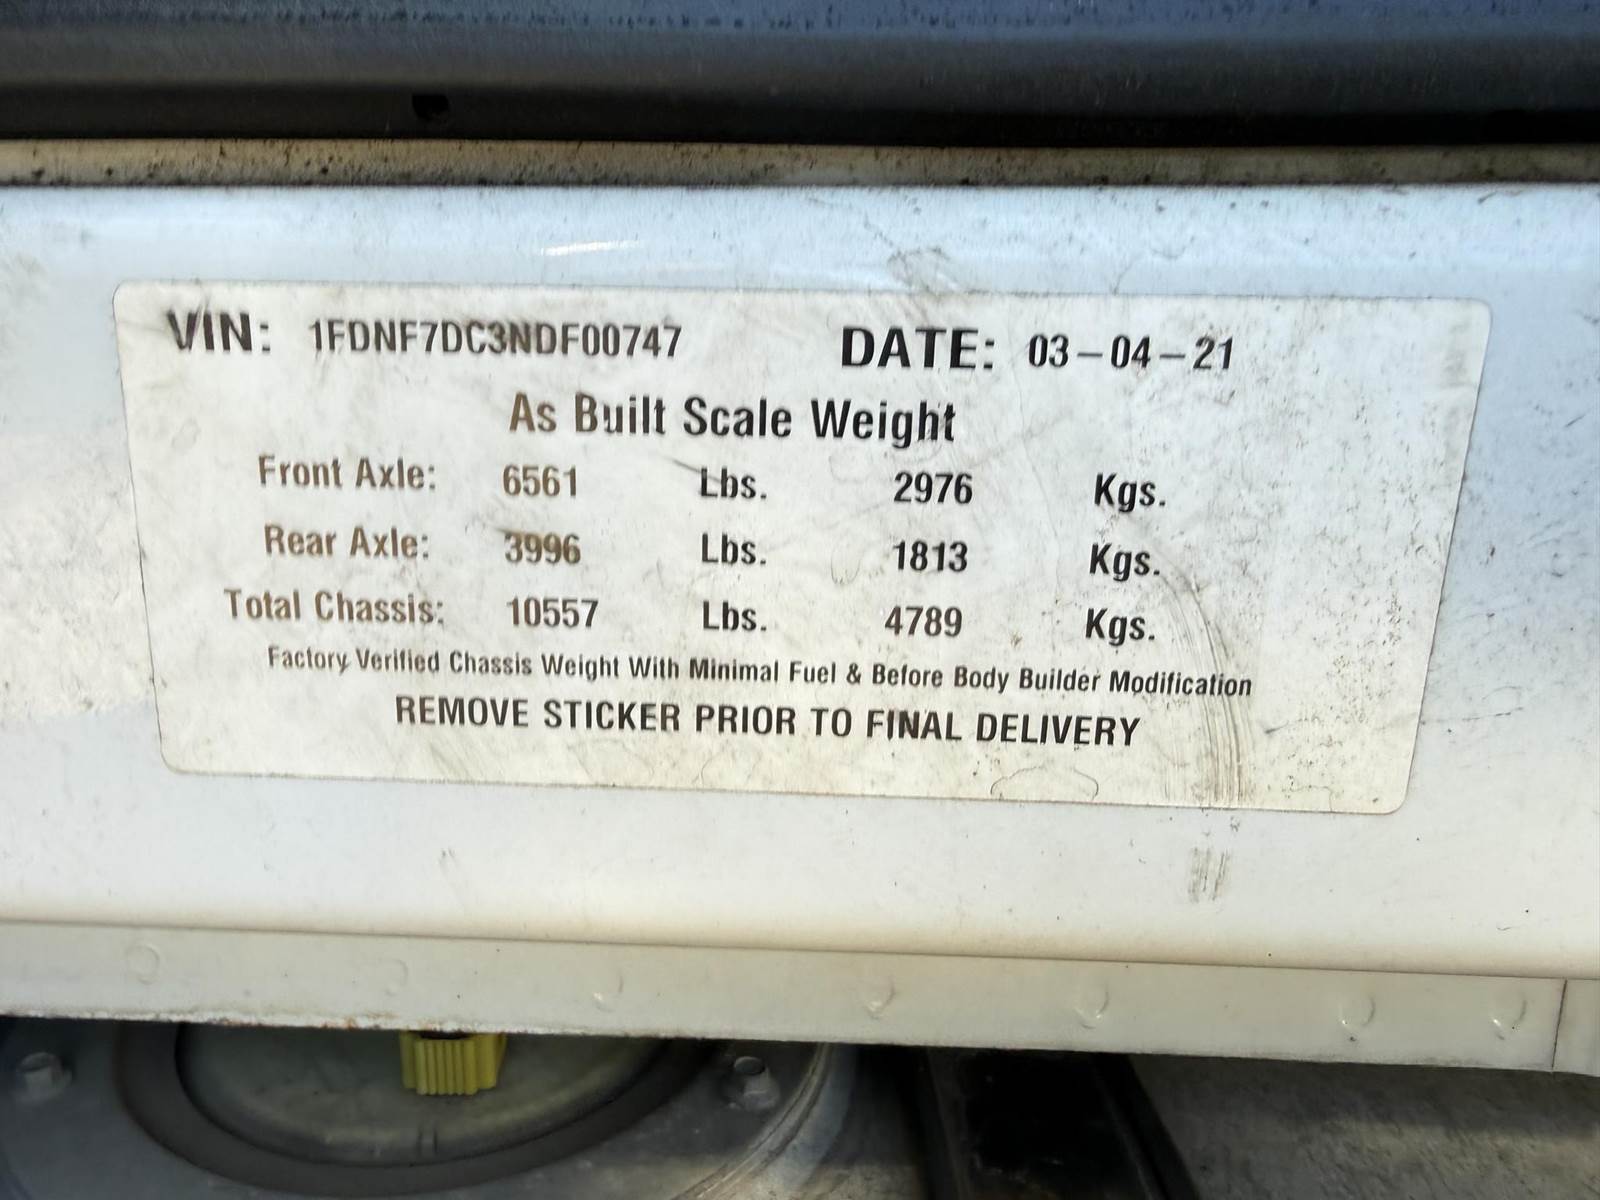 VIN: 1FDNF7DC3NDF00747 DATE: 03-04-21
As Built Scale Weight
Front Axle: 6561 Lbs. 2976 Kgs.
Rear Axle: 3996 Lbs. 1813 Kgs.
Total Chassis: 10557 Lbs. 4789 Kgs.
Factory Verified Chassis Weight With Minimal Fuel & Before Body Builder Modification
REMOVE STICKER PRIOR TO FINAL DELIVERY